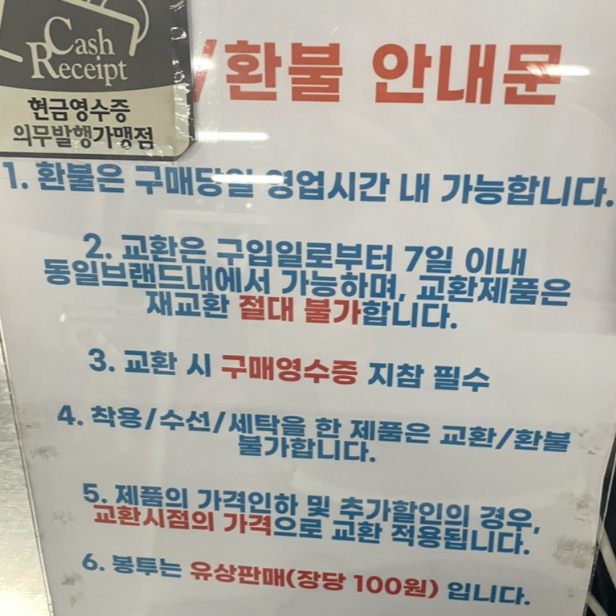 Cash
Receipt
현금영수증
의무발행가맹점
/환불 안내문
1. 환불은 구매당일 영업시간 내 가능합니다.
2. 교환은 구입일로부터 7일 이내
동일브랜드내에서 가능하며, 교환제품은
재교환 절대 불가합니다.
3. 교환 시 구매영수증 지참 필수
4. 착용/수선/세탁을 한 제품은 교환/환불
불가합니다.
5. 제품의 가격인하 및 추가할인의 경우,
교환시점의 가격으로 교환 적용됩니다.
6. 봉투는 유상판매(장당 100원) 입니다.